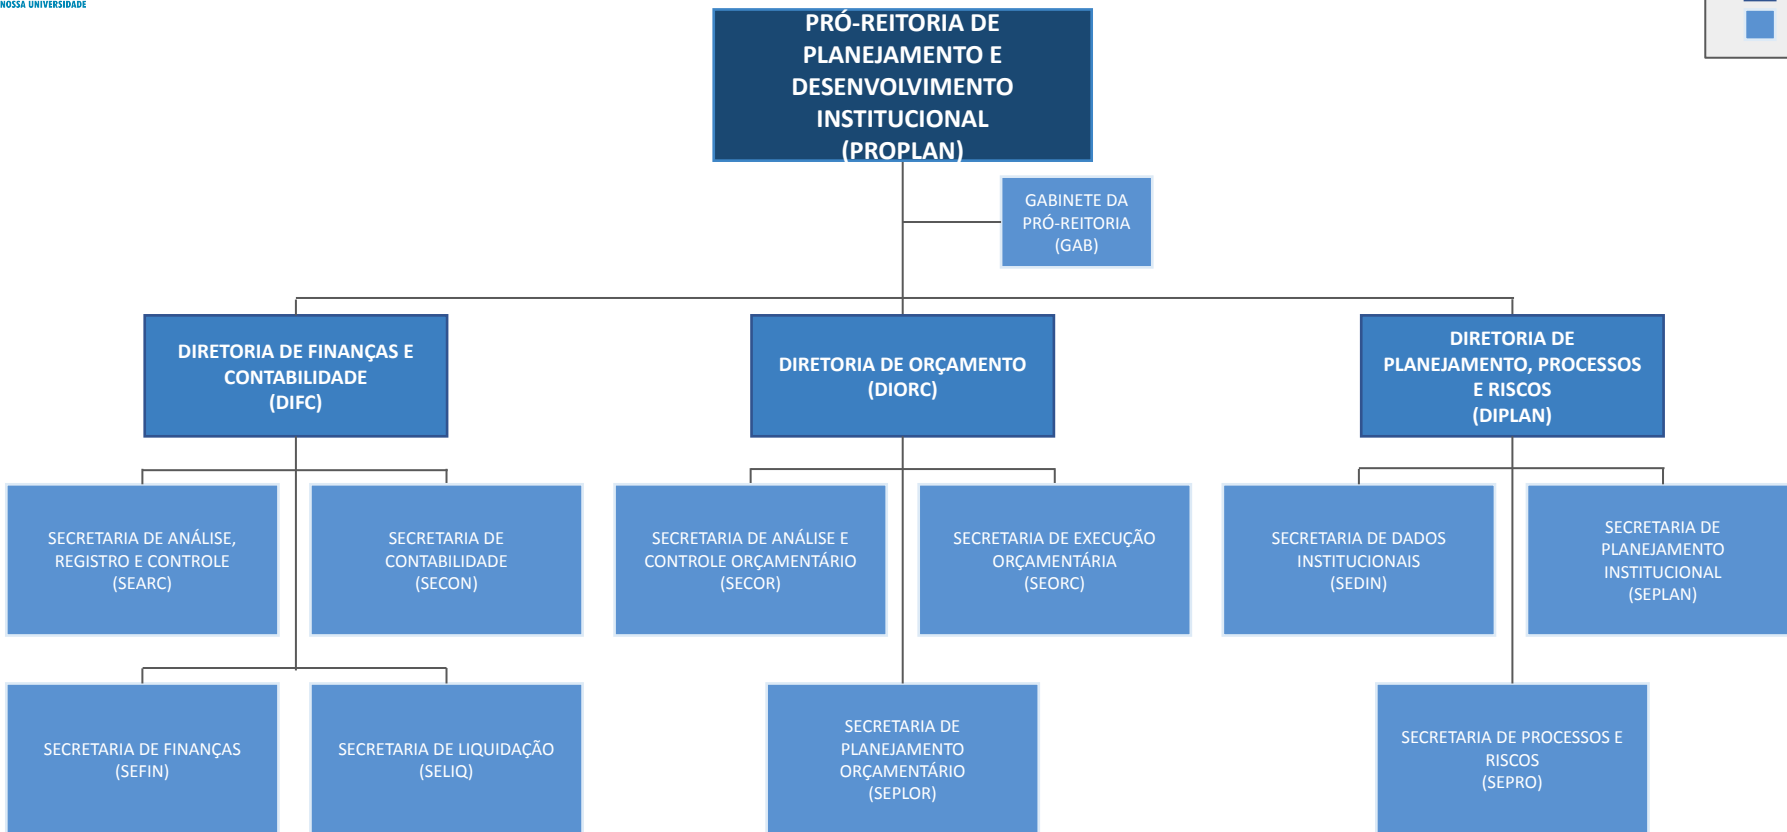 NOSSA UNIVERSIDADE
PRÓ-REITORIA DE
PLANEJAMENTO E
DESENVOLVIMENTO
INSTITUCIONAL
(PROPLAN)
GABINETE DA
PRÓ-REITORIA
(GAB)
DIRETORIA DE FINANÇAS E
CONTABILIDADE
(DIFC)
DIRETORIA DE ORÇAMENTO
(DIORC)
DIRETORIA DE
PLANEJAMENTO, PROCESSOS
E RISCOS
(DIPLAN)
SECRETARIA DE ANÁLISE,
REGISTRO E CONTROLE
(SEARC)
SECRETARIA DE
CONTABILIDADE
(SECON)
SECRETARIA DE ANÁLISE E
CONTROLE ORÇAMENTÁRIO
(SECOR)
SECRETARIA DE EXECUÇÃO
ORÇAMENTÁRIA
(SEORC)
SECRETARIA DE DADOS
INSTITUCIONAIS
(SEDIN)
SECRETARIA DE
PLANEJAMENTO
INSTITUCIONAL
(SEPLAN)
SECRETARIA DE FINANÇAS
(SEFIN)
SECRETARIA DE LIQUIDAÇÃO
(SELIQ)
SECRETARIA DE
PLANEJAMENTO
ORÇAMENTÁRIO
(SEPLOR)
SECRETARIA DE PROCESSOS E
RISCOS
(SEPRO)